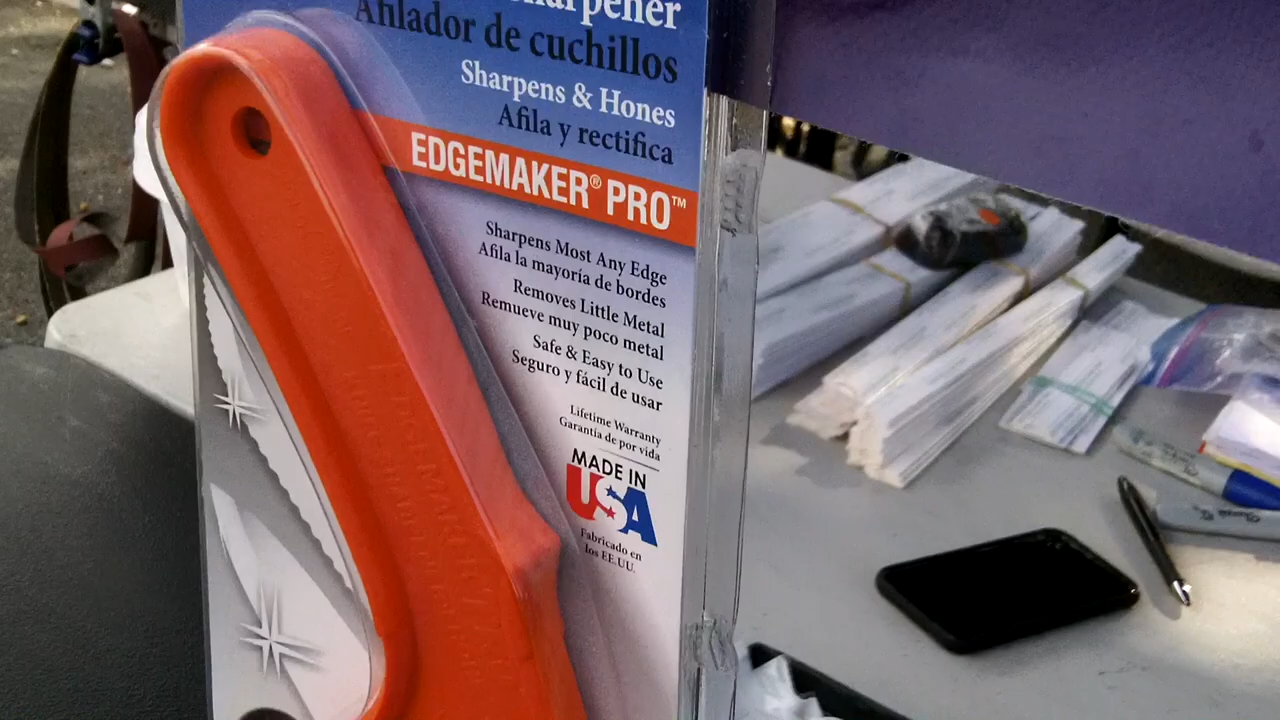 Sharpener
Afilador de cuchillos
Sharpens & Hones
Afila y rectifica
EDGEMAKER® PRO™
Sharpens Most Any Edge
Afila la mayoría de bordes
Removes Little Metal
Remueve muy poco metal
Safe & Easy to Use
Seguro y fácil de usar
Lifetime Warranty
Garantía de por vida
MADE IN
USA
Fabricado en
los EE.UU.
Sharpie